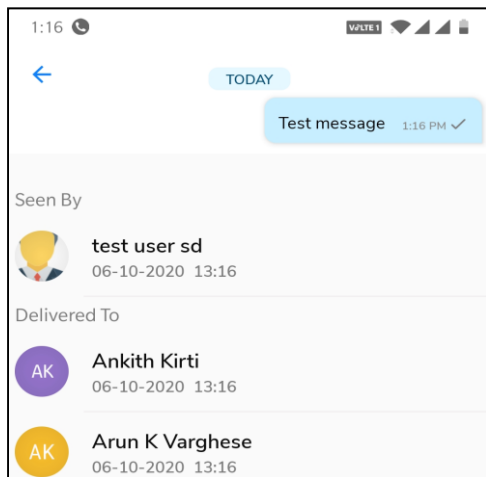 1:16 VoLTE 1
TODAY
Test message 1:16 PM
Seen By
test user sd
06-10-2020 13:16
Delivered To
AK Ankith Kirti
06-10-2020 13:16
AK Arun K Varghese
06-10-2020 13:16